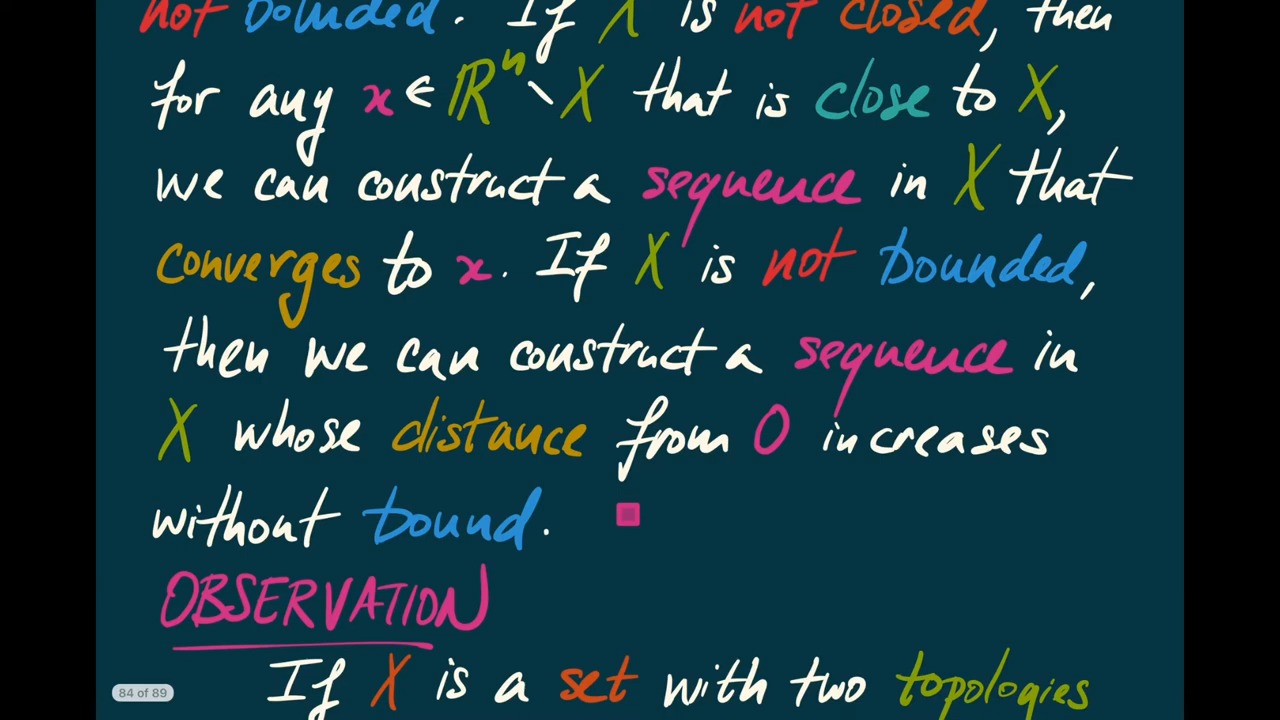 not bounded. If X is not closed, then
for any x ∈ ℝⁿ \ X that is close to X,
we can construct a sequence in X that
converges to x. If X is not bounded,
then we can construct a sequence in
X whose distance from 0 increases
without bound.
OBSERVATION
If X is a set with two topologies
84 of 89